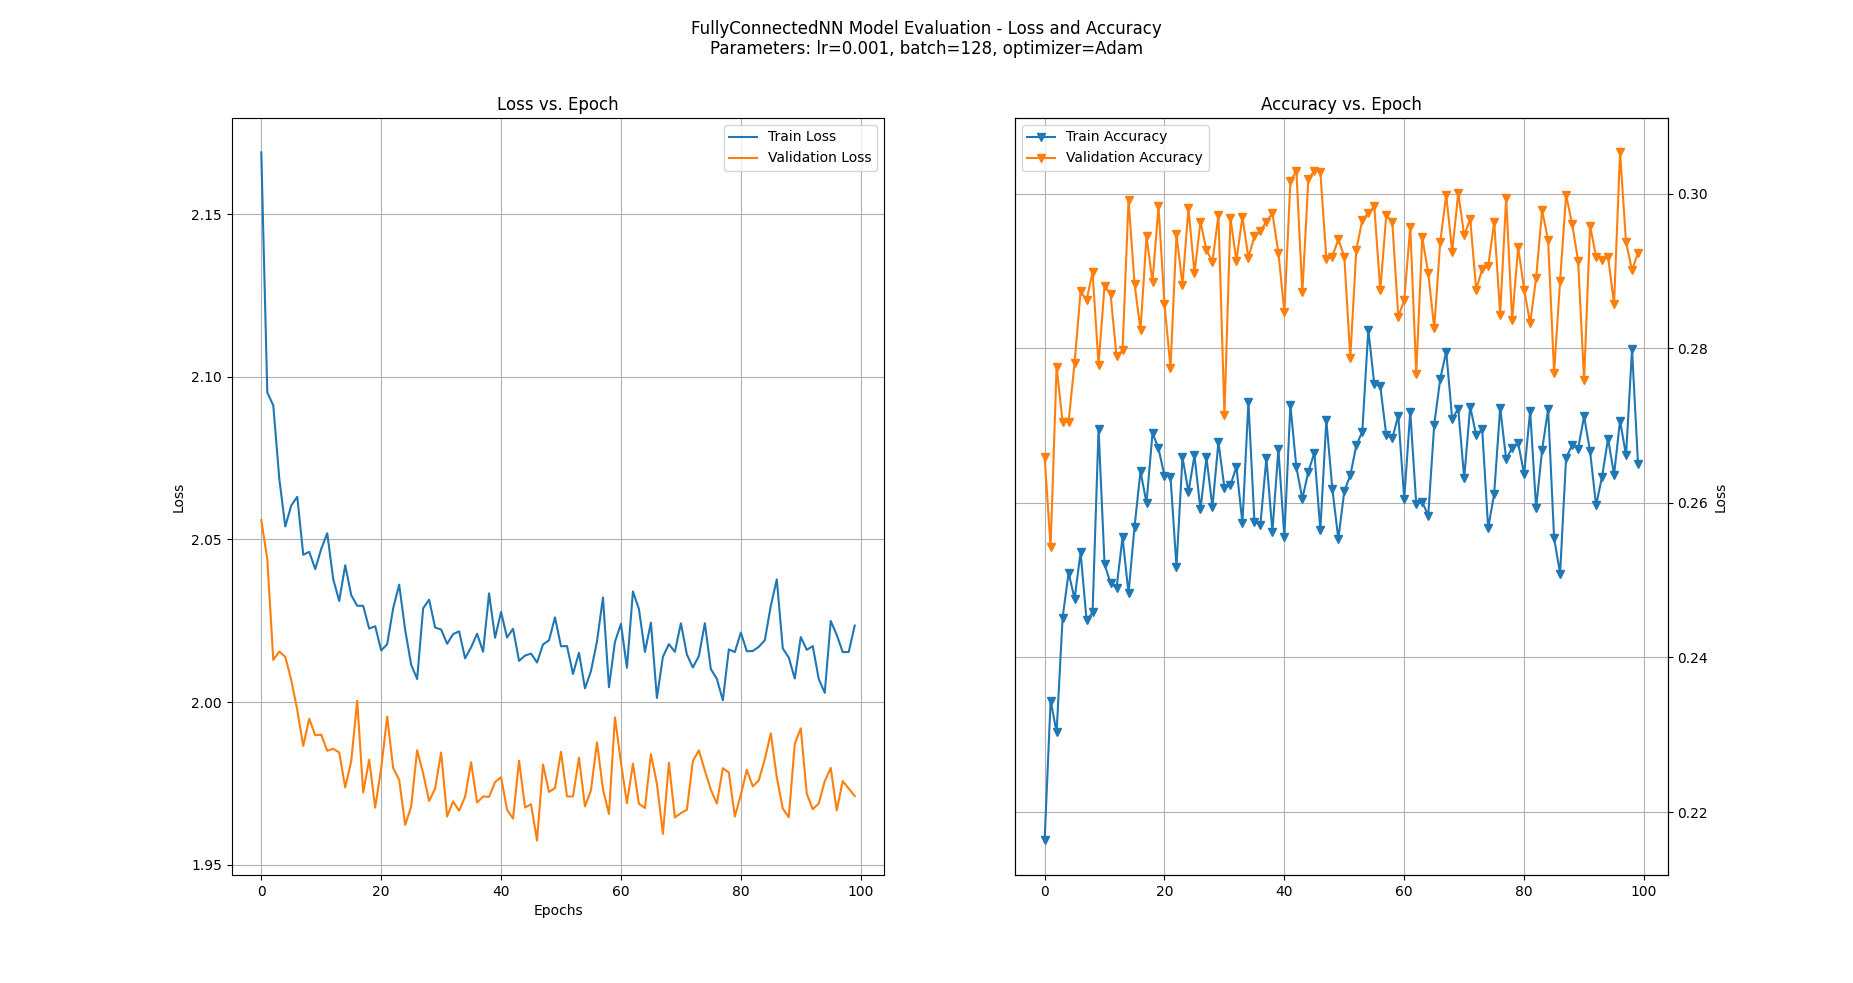 FullyConnectedNN Model Evaluation - Loss and Accuracy
Parameters: lr=0.001, batch=128, optimizer=Adam
Loss vs. Epoch
Train Loss
Validation Loss
2.15
2.10
2.05
2.00
1.95
Loss
0 20 40 60 80 100
Epochs
Accuracy vs. Epoch
Train Accuracy
Validation Accuracy
0.30
0.28
0.26
0.24
0.22
Loss
0 20 40 60 80 100